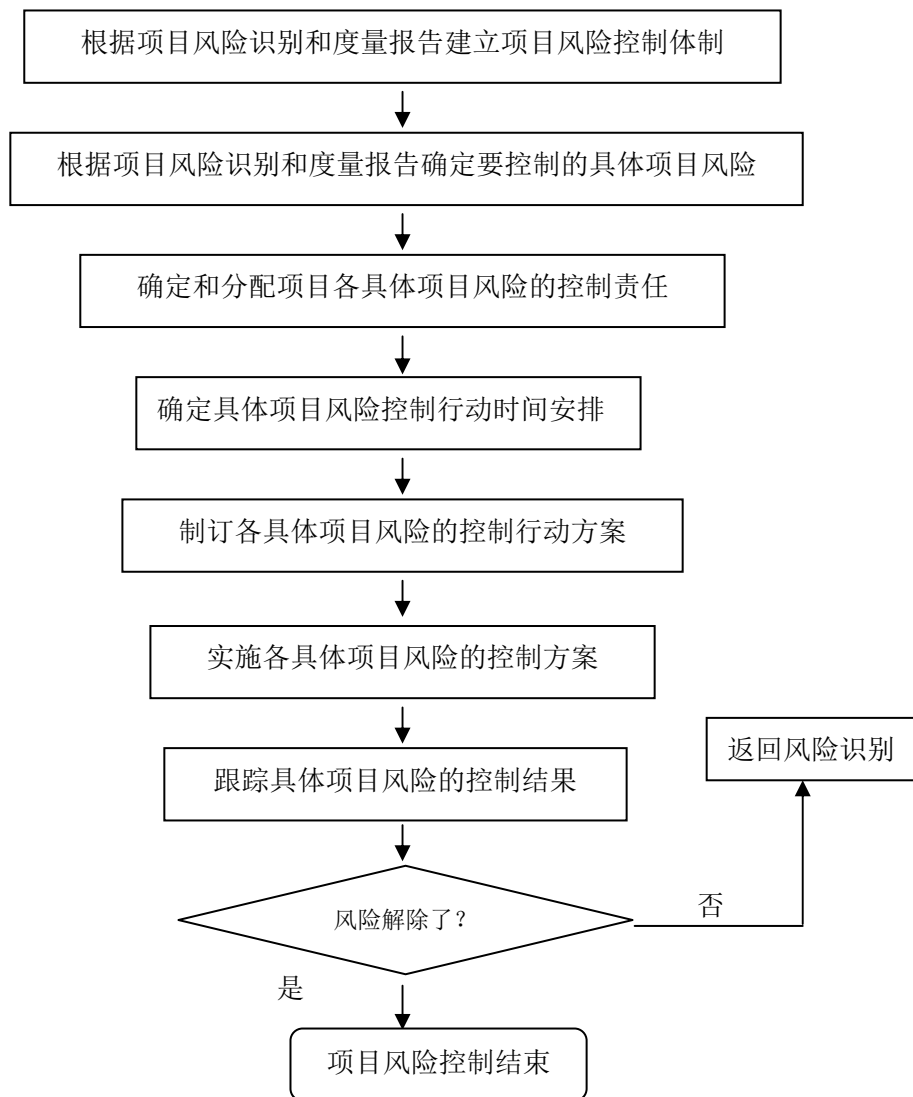 根据项目风险识别和度量报告建立项目风险控制体制
根据项目风险识别和度量报告确定要控制的具体项目风险
确定和分配项目各具体项目风险的控制责任
确定具体项目风险控制行动时间安排
制订各具体项目风险的控制行动方案
实施各具体项目风险的控制方案
跟踪具体项目风险的控制结果
返回风险识别
风险解除了?
否
是
项目风险控制结束